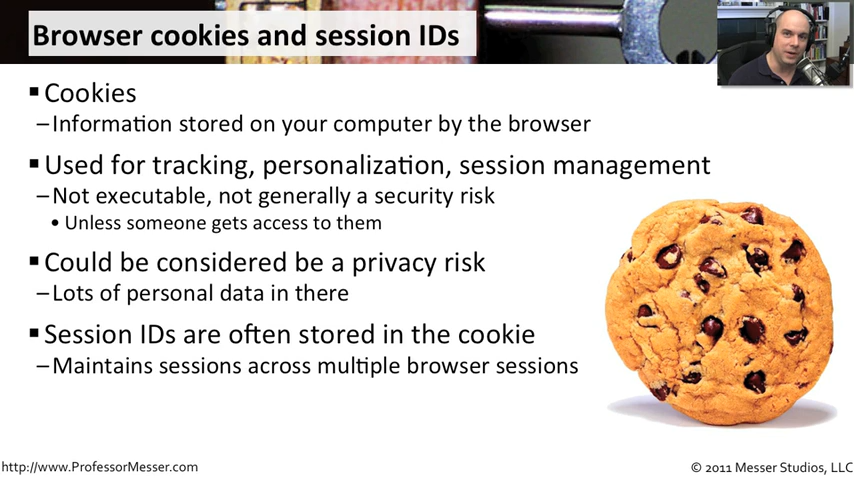 Browser cookies and session IDs
▪ Cookies
–Information stored on your computer by the browser
▪ Used for tracking, personalization, session management
–Not executable, not generally a security risk
• Unless someone gets access to them
▪ Could be considered be a privacy risk
–Lots of personal data in there
▪ Session IDs are often stored in the cookie
–Maintains sessions across multiple browser sessions
http://www.ProfessorMesser.com
© 2011 Messer Studios, LLC